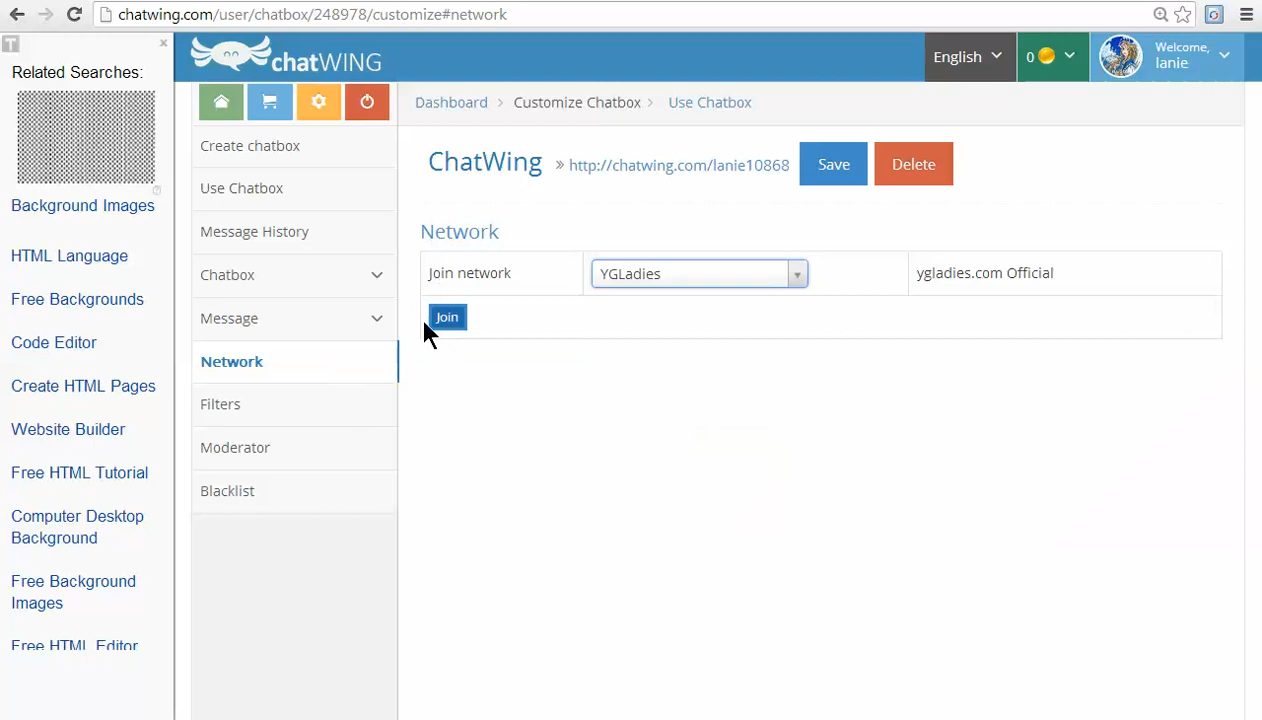 chatwing.com/user/chatbox/248978/customize#network
T
Related Searches:
Background Images
HTML Language
Free Backgrounds
Code Editor
Create HTML Pages
Website Builder
Free HTML Tutorial
Computer Desktop
Background
Free Background
Images
Free HTML Editor
chatWING
English
0
Welcome,
lanie
Create chatbox
Use Chatbox
Message History
Chatbox
Message
Network
Filters
Moderator
Blacklist
Dashboard > Customize Chatbox > Use Chatbox
ChatWing » http://chatwing.com/lanie10868 Save Delete
Network
Join network YGLadies ygladies.com Official
Join